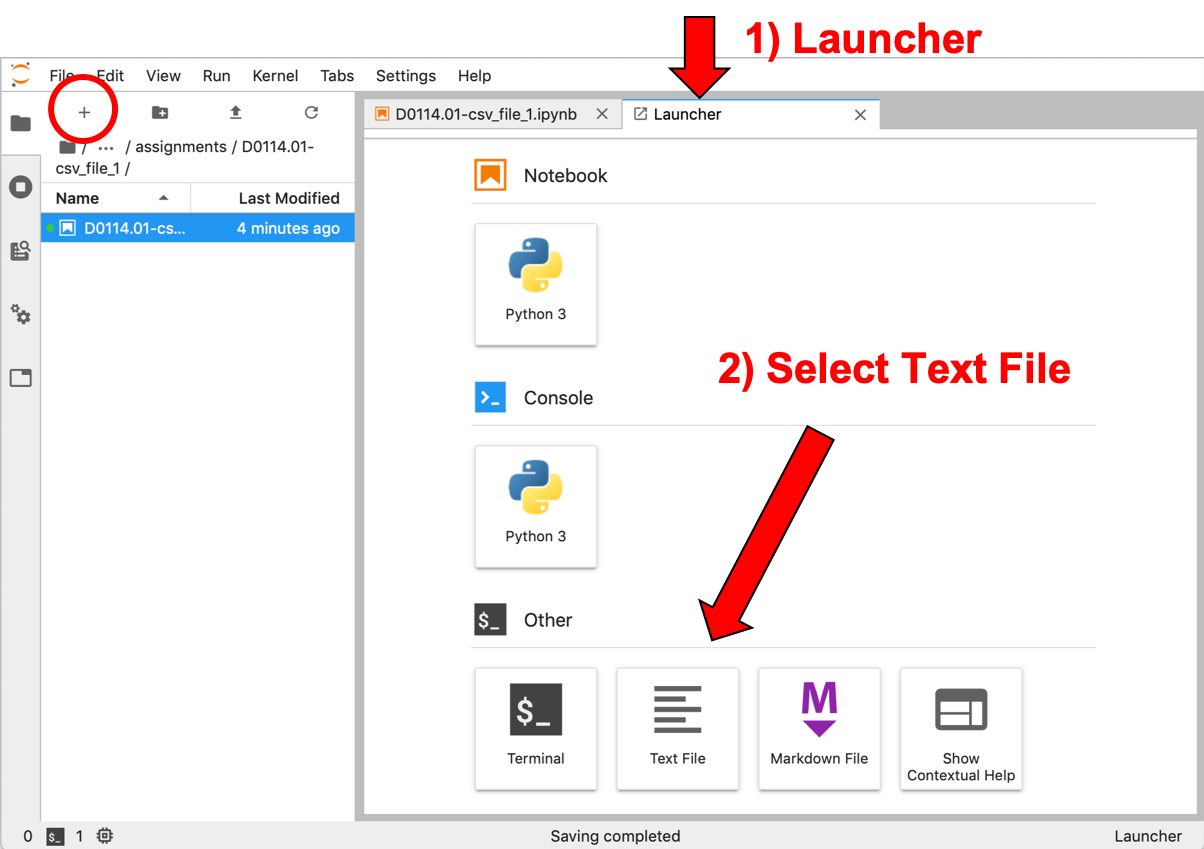 1) Launcher
File Edit View Run Kernel Tabs Settings Help
+
D0114.01-csv_file_1.ipynb
Launcher
/ ... / assignments / D0114.01-
csv_file_1 /
Name Last Modified
D0114.01-cs... 4 minutes ago
Notebook
Python 3
2) Select Text File
>_ Console
Python 3
$_ Other
$_
M
Terminal
Text File
Markdown File
Show
Contextual Help
0 $_ 1 Saving completed Launcher